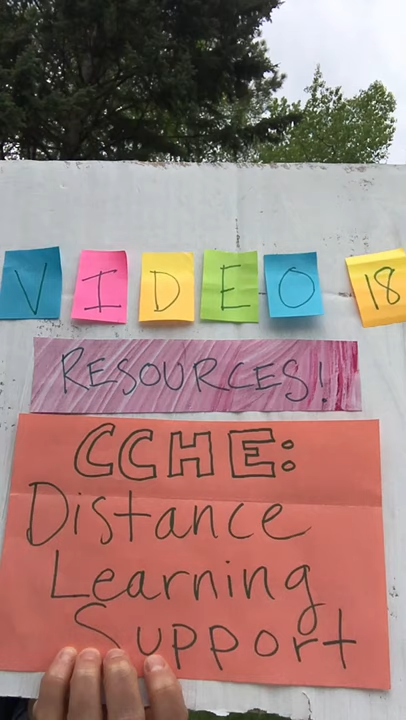 VIDEO 18
RESOURCES!
CCHE:
Distance
Learning
Support